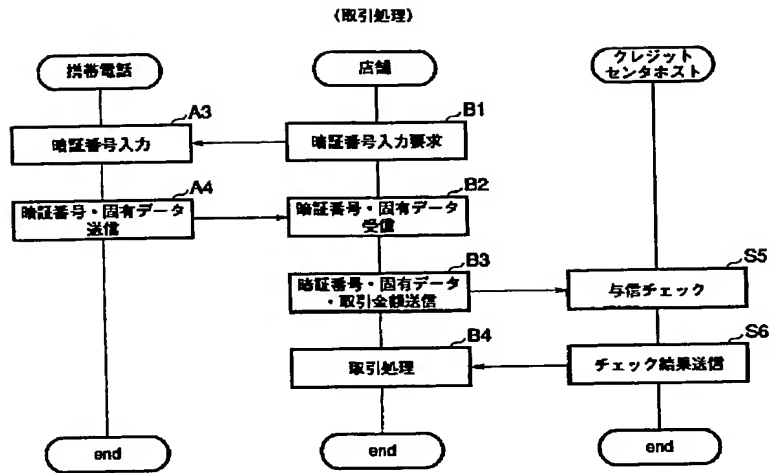 （取引処理）
携帯電話
店舗
クレジット
センタホスト
A3
暗証番号入力
B1
暗証番号入力要求
A4
暗証番号・固有データ
送信
B2
暗証番号・固有データ
受信
B3
暗証番号・固有データ
・取引金額送信
S5
与信チェック
B4
取引処理
S6
チェック結果送信
end
end
end